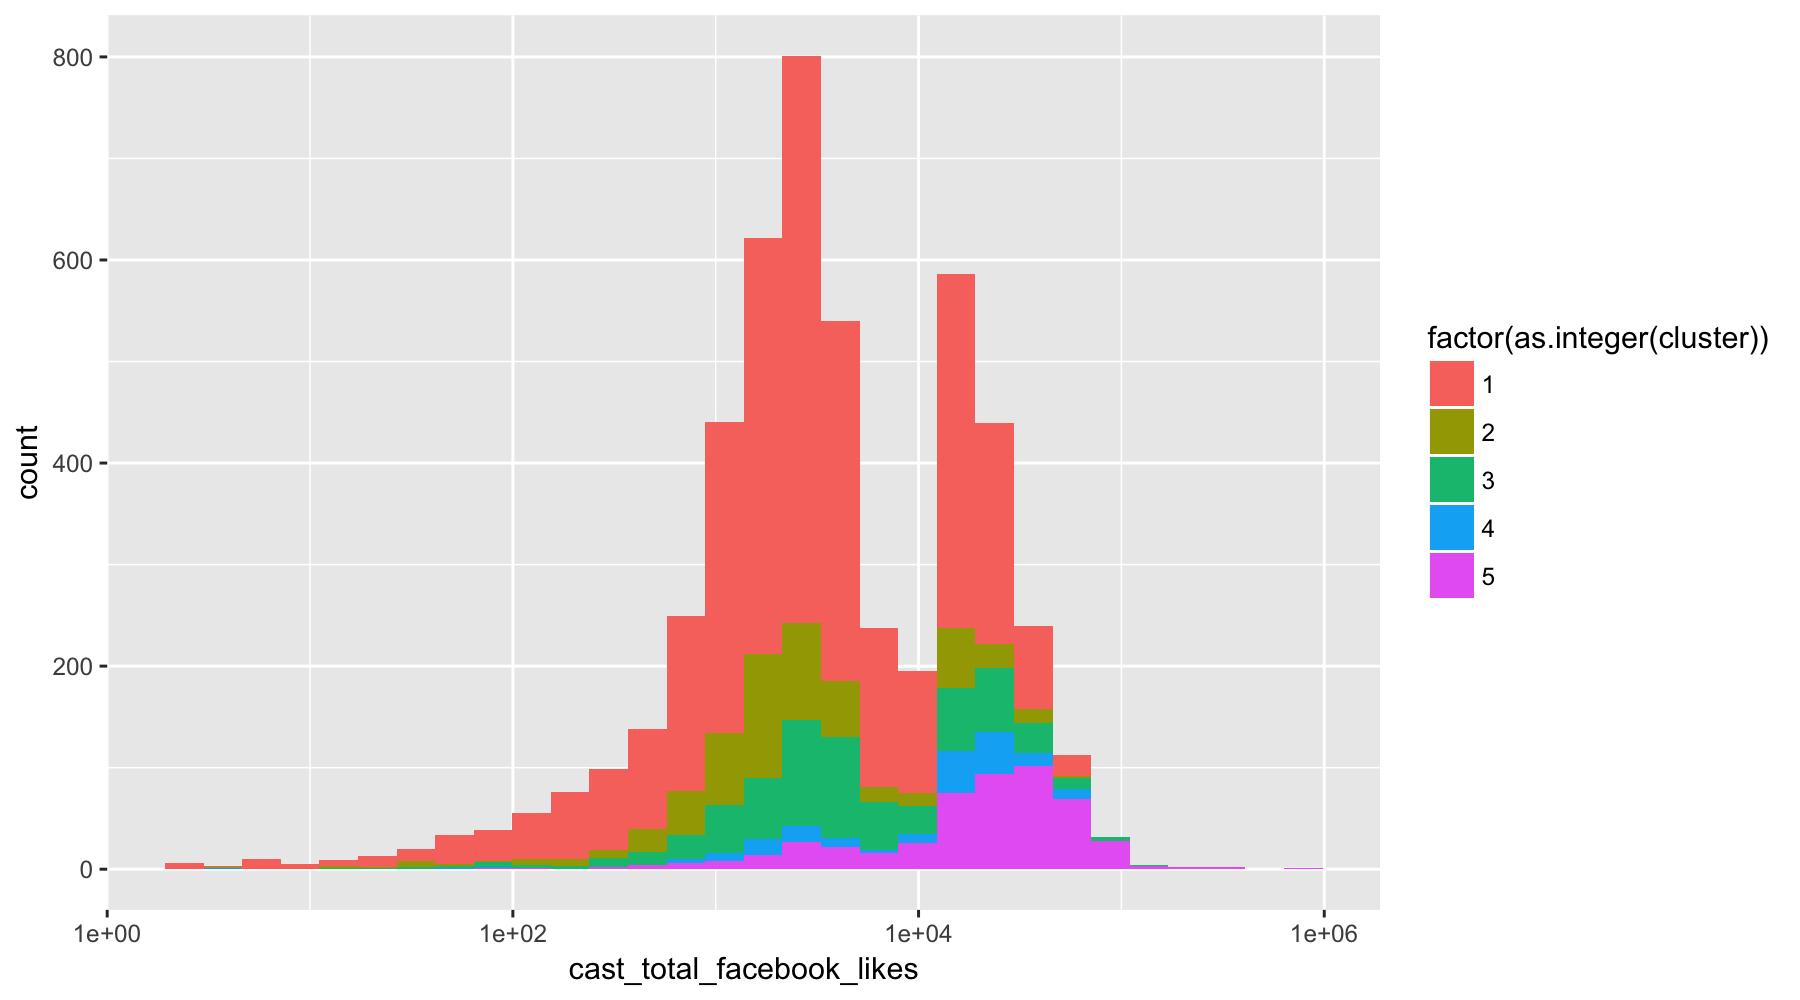 800
600
400
200
0
count
1e+00
1e+02
1e+04
1e+06
cast_total_facebook_likes
factor(as.integer(cluster))
1
2
3
4
5